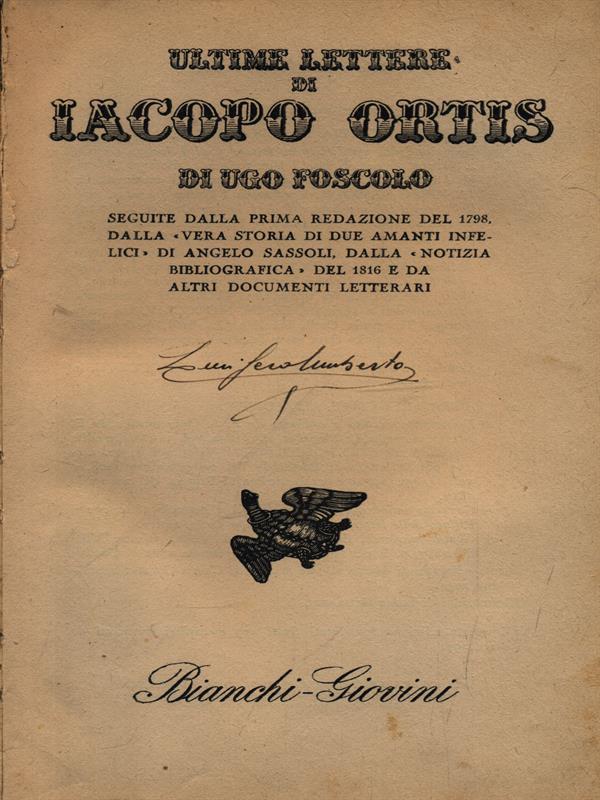 ULTIME LETTERE
DI
IACOPO ORTIS
DI UGO FOSCOLO
SEGUITE DALLA PRIMA REDAZIONE DEL 1798,
DALLA «VERA STORIA DI DUE AMANTI INFE-
LICI» DI ANGELO SASSOLI, DALLA «NOTIZIA
BIBLIOGRAFICA» DEL 1816 E DA
ALTRI DOCUMENTI LETTERARI
Umberto
Bianchi-Giovini